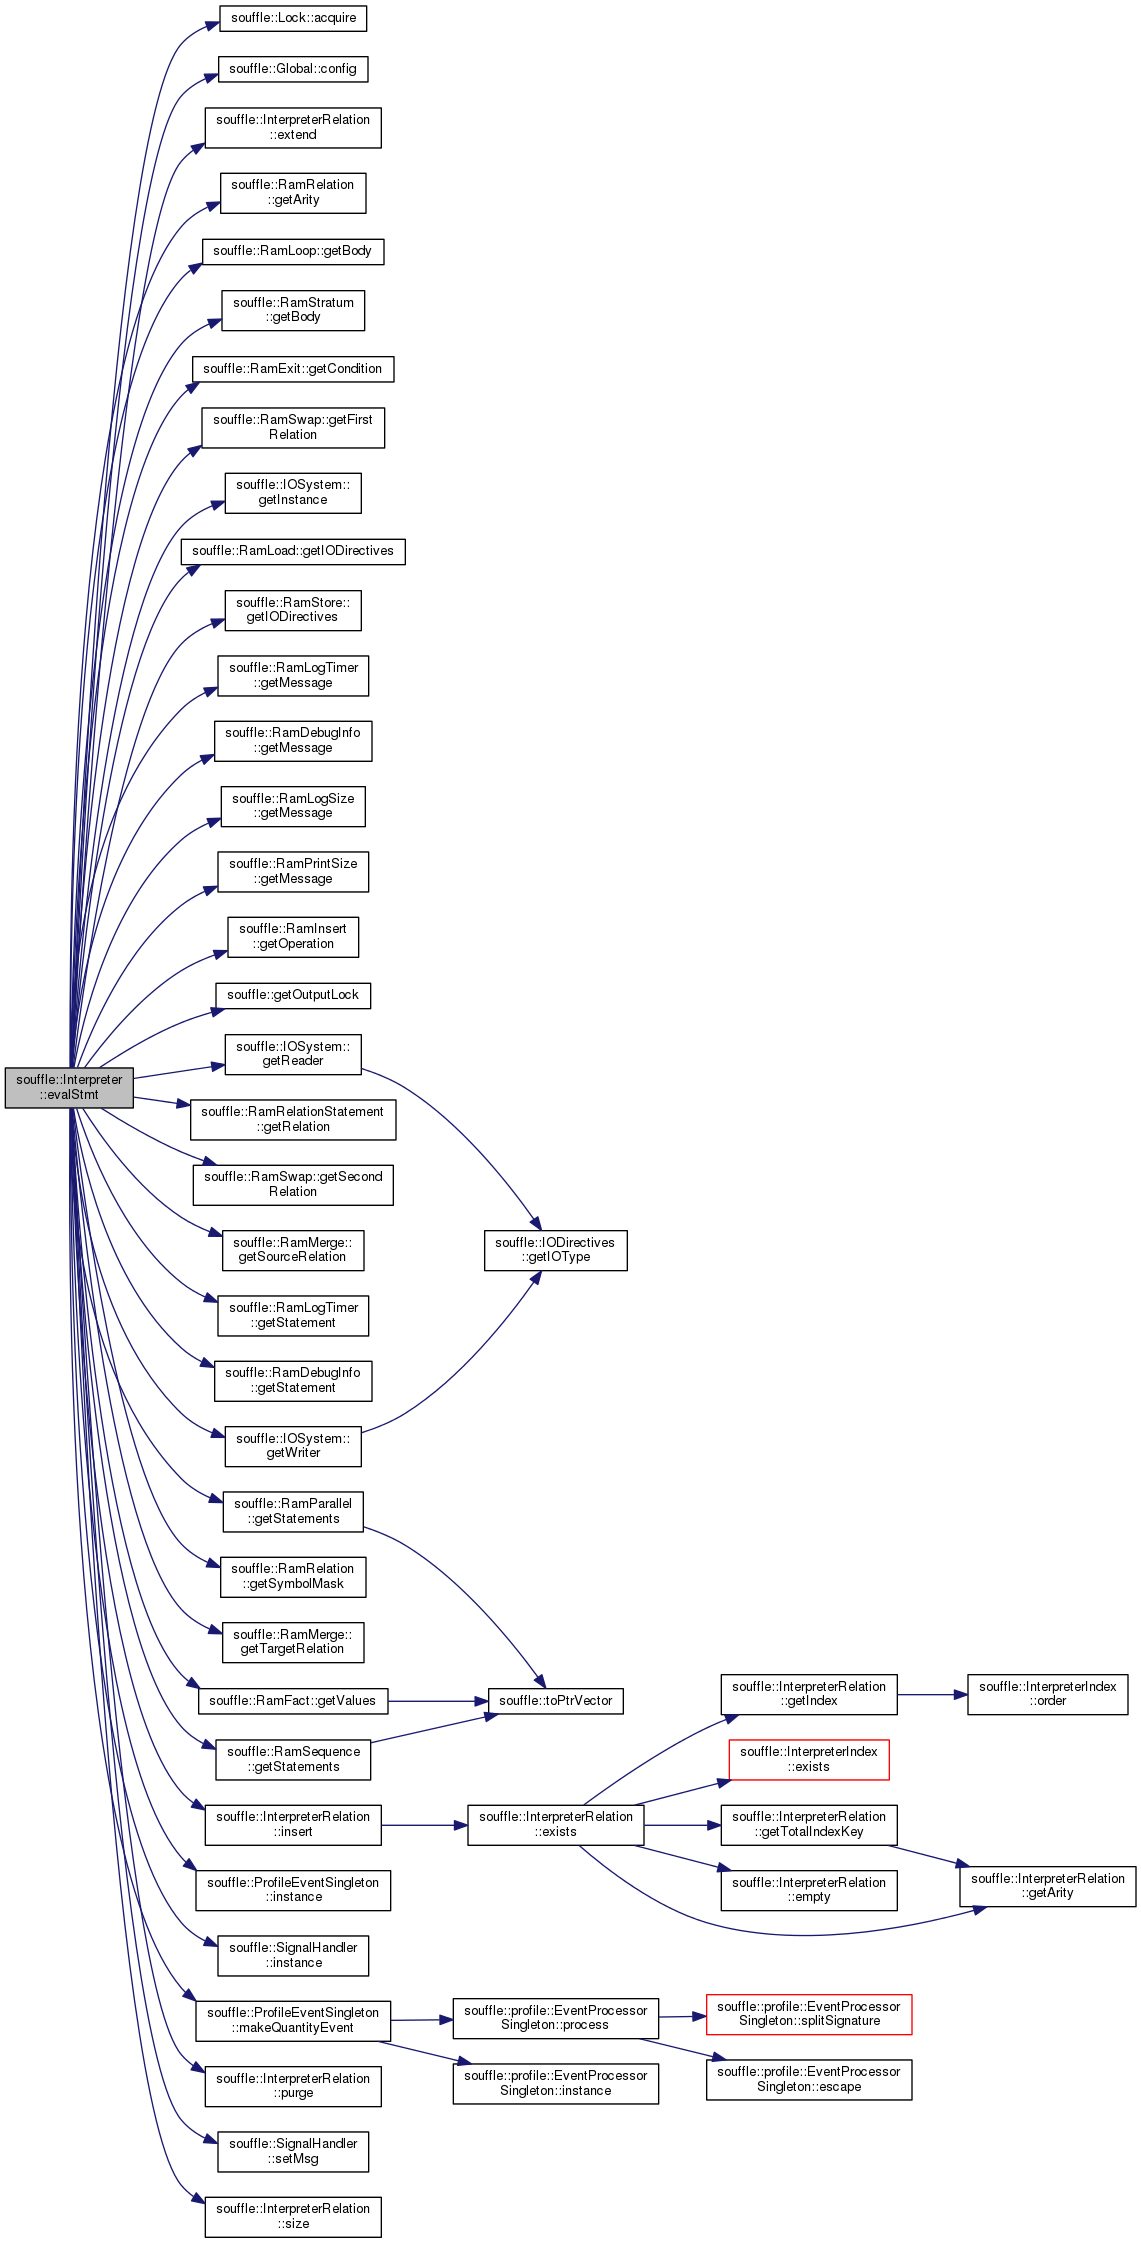 souffle::Lock::acquire
souffle::Global::config
souffle::InterpreterRelation
::extend
souffle::RamRelation
::getArity
souffle::RamLoop::getBody
souffle::RamStratum
::getBody
souffle::RamExit::getCondition
souffle::RamSwap::getFirst
Relation
souffle::IOSystem::
getInstance
souffle::RamLoad::getIODirectives
souffle::RamStore::
getIODirectives
souffle::RamLogTimer
::getMessage
souffle::RamDebugInfo
::getMessage
souffle::RamLogSize
::getMessage
souffle::RamPrintSize
::getMessage
souffle::RamInsert
::getOperation
souffle::getOutputLock
souffle::IOSystem::
getReader
souffle::Interpreter
::evalStmt
souffle::RamRelationStatement
::getRelation
souffle::RamSwap::getSecond
Relation
souffle::RamMerge::
getSourceRelation
souffle::IODirectives
::getIOType
souffle::RamLogTimer
::getStatement
souffle::RamDebugInfo
::getStatement
souffle::IOSystem::
getWriter
souffle::RamParallel
::getStatements
souffle::RamRelation
::getSymbolMask
souffle::RamMerge::
getTargetRelation
souffle::RamFact::getValues
souffle::toPtrVector
souffle::InterpreterRelation
::getIndex
souffle::InterpreterIndex
::order
souffle::RamSequence
::getStatements
souffle::InterpreterIndex
::exists
souffle::InterpreterRelation
::insert
souffle::InterpreterRelation
::exists
souffle::InterpreterRelation
::getTotalIndexKey
souffle::ProfileEventSingleton
::instance
souffle::InterpreterRelation
::empty
souffle::InterpreterRelation
::getArity
souffle::SignalHandler
::instance
souffle::ProfileEventSingleton
::makeQuantityEvent
souffle::profile::EventProcessor
Singleton::process
souffle::profile::EventProcessor
Singleton::splitSignature
souffle::InterpreterRelation
::purge
souffle::profile::EventProcessor
Singleton::instance
souffle::profile::EventProcessor
Singleton::escape
souffle::SignalHandler
::setMsg
souffle::InterpreterRelation
::size